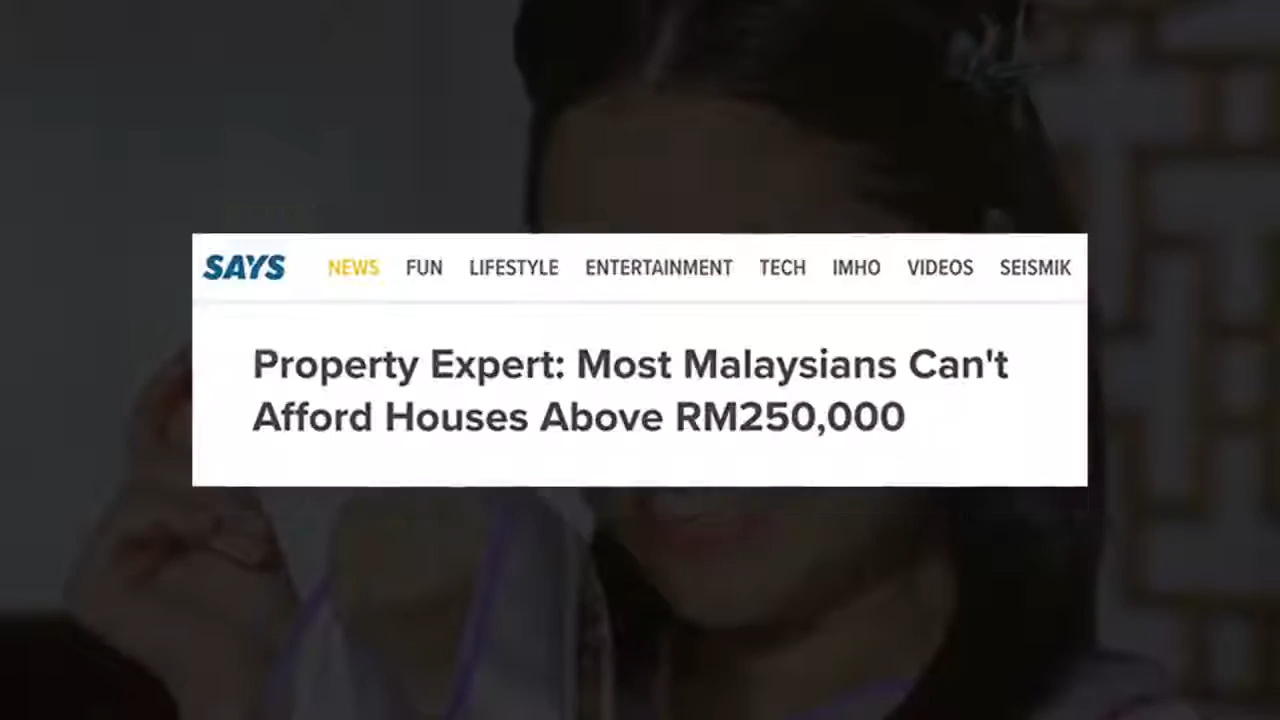 SAYS NEWS FUN LIFESTYLE ENTERTAINMENT TECH IMHO VIDEOS SEISMIK
Property Expert: Most Malaysians Can't
Afford Houses Above RM250,000